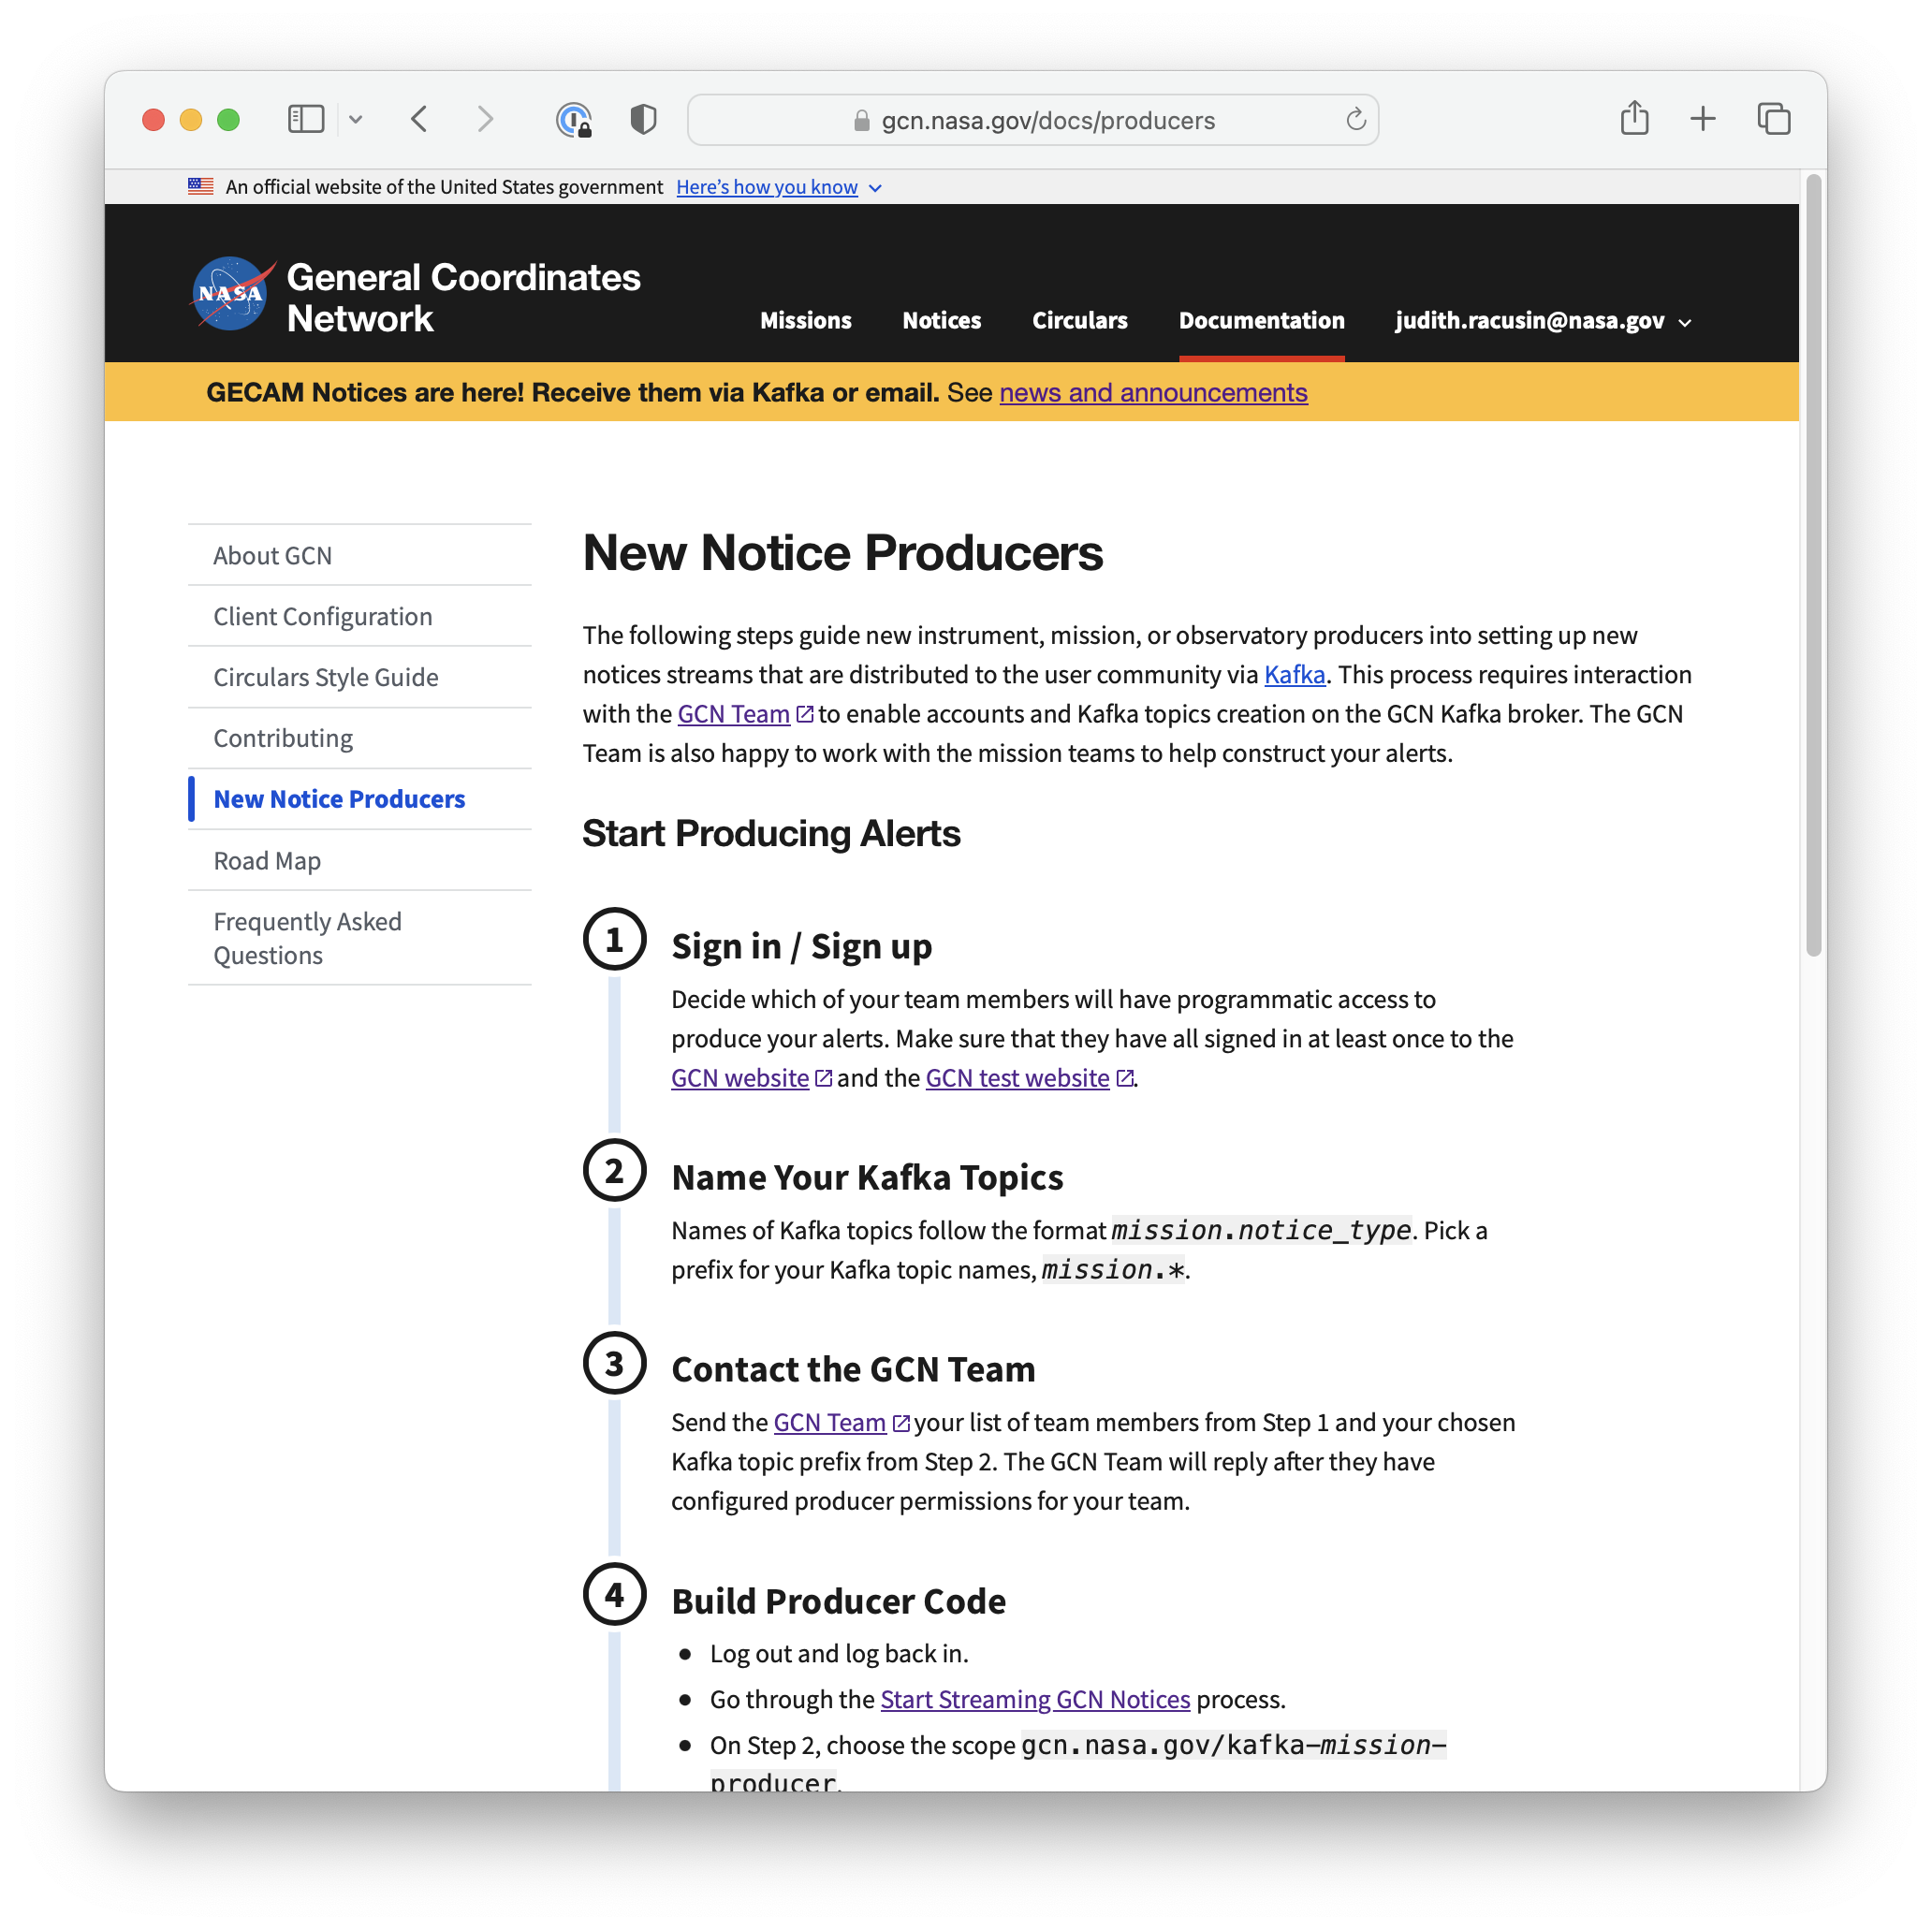 gcn.nasa.gov/docs/producers
An official website of the United States government Here's how you know
NASA
General Coordinates
Network
Missions Notices Circulars Documentation judith.racusin@nasa.gov
GECAM Notices are here! Receive them via Kafka or email. See news and announcements
About GCN
Client Configuration
Circulars Style Guide
Contributing
New Notice Producers
Road Map
Frequently Asked
Questions
New Notice Producers
The following steps guide new instrument, mission, or observatory producers into setting up new
notices streams that are distributed to the user community via Kafka. This process requires interaction
with the GCN Team to enable accounts and Kafka topics creation on the GCN Kafka broker. The GCN
Team is also happy to work with the mission teams to help construct your alerts.
Start Producing Alerts
1 Sign in / Sign up
Decide which of your team members will have programmatic access to
produce your alerts. Make sure that they have all signed in at least once to the
GCN website and the GCN test website.
2 Name Your Kafka Topics
Names of Kafka topics follow the format mission.notice_type. Pick a
prefix for your Kafka topic names, mission.*.
3 Contact the GCN Team
Send the GCN Team your list of team members from Step 1 and your chosen
Kafka topic prefix from Step 2. The GCN Team will reply after they have
configured producer permissions for your team.
4 Build Producer Code
• Log out and log back in.
• Go through the Start Streaming GCN Notices process.
• On Step 2, choose the scope gcn.nasa.gov/kafka-mission-
producer.